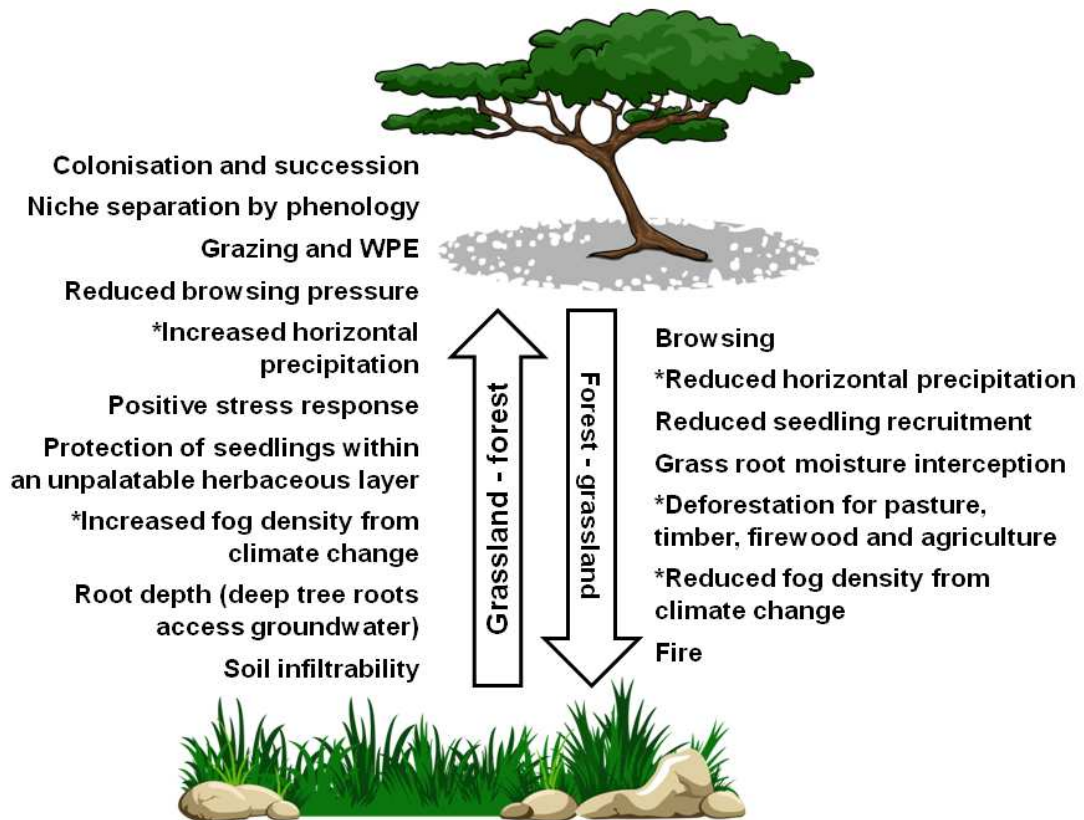 Colonisation and succession
Niche separation by phenology
Grazing and WPE
Reduced browsing pressure
*Increased horizontal
precipitation
Positive stress response
Protection of seedlings within
an unpalatable herbaceous layer
*Increased fog density from
climate change
Root depth (deep tree roots
access groundwater)
Soil infiltrability
Grassland - forest
Forest - grassland
Browsing
*Reduced horizontal precipitation
Reduced seedling recruitment
Grass root moisture interception
*Deforestation for pasture,
timber, firewood and agriculture
*Reduced fog density from
climate change
Fire